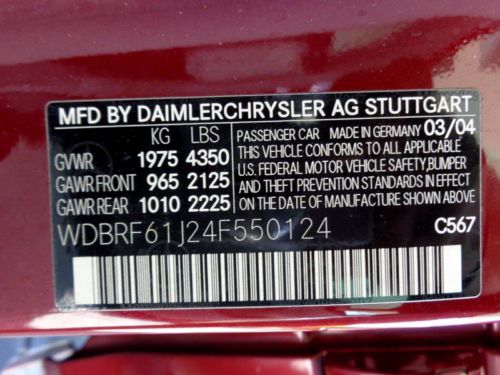 MFD BY DAIMLERCHRYSLER AG STUTTGART
KG LBS
GVWR 1975 4350
GAWR FRONT 965 2125
GAWR REAR 1010 2225
PASSENGER CAR MADE IN GERMANY 03/04
THIS VEHICLE CONFORMS TO ALL APPLICABLE
U.S. FEDERAL MOTOR VEHICLE SAFETY, BUMPER
AND THEFT PREVENTION STANDARDS IN EFFECT
ON THE DATE OF MANUFACTURE SHOWN ABOVE
WDBRF61J24F550124
C567